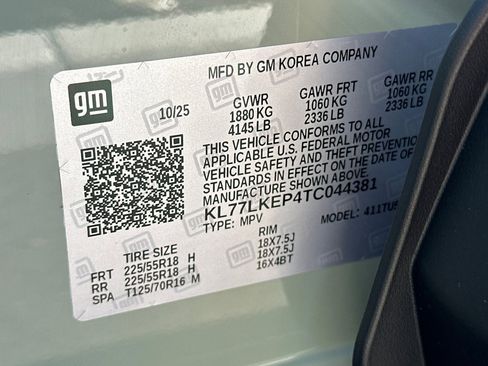 gm
MFD BY GM KOREA COMPANY
10/25
GVWR GAWR FRT GAWR RR
1880 KG 1060 KG 1060 KG
4145 LB 2336 LB 2336 LB
THIS VEHICLE CONFORMS TO ALL
APPLICABLE U.S. FEDERAL MOTOR
VEHICLE SAFETY AND THEFT PREVENTION
STANDARDS IN EFFECT ON THE DATE OF
MANUFACTURE SHOWN ABOVE.
KL77LKEP4TC044381
TYPE: MPV MODEL: 411TU5
TIRE SIZE RIM
FRT 225/55R18 H 18X7.5J
RR 225/55R18 H 18X7.5J
SPA T125/70R16 M 16X4BT